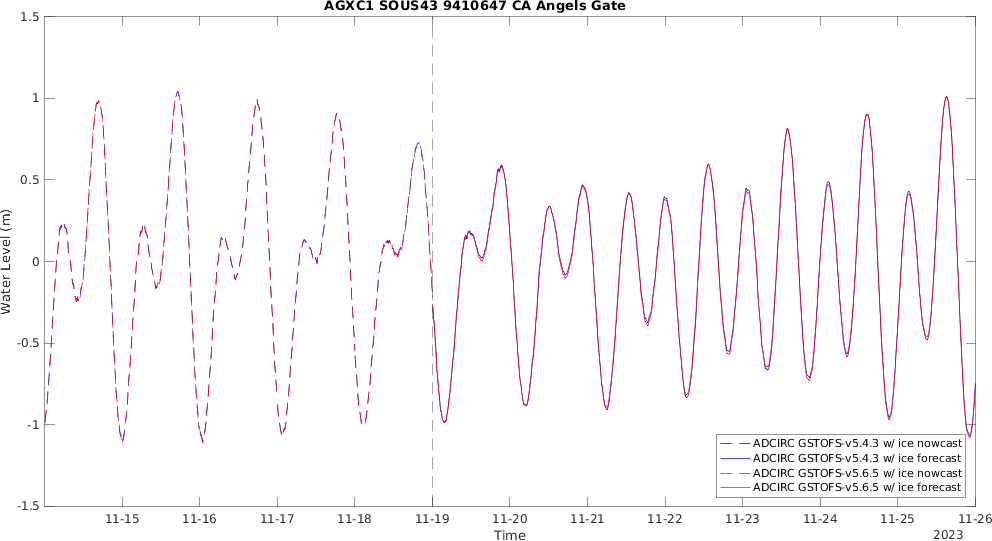 AGXC1 SOUS43 9410647 CA Angels Gate
1.5
1
0.5
0
-0.5
-1
-1.5
Water Level (m)
11-15
11-16
11-17
11-18
11-19
11-20
11-21
11-22
11-23
11-24
11-25
11-26
Time
2023
ADCIRC GSTOFS-v5.4.3 w/ ice nowcast
ADCIRC GSTOFS-v5.4.3 w/ ice forecast
ADCIRC GSTOFS-v5.6.5 w/ ice nowcast
ADCIRC GSTOFS-v5.6.5 w/ ice forecast